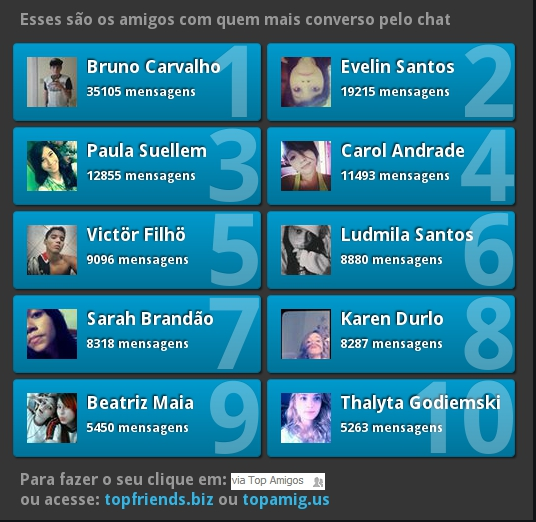 Esses são os amigos com quem mais converso pelo chat
Bruno Carvalho
35105 mensagens
1
Evelin Santos
19215 mensagens
2
Paula Suellem
12855 mensagens
3
Carol Andrade
11493 mensagens
4
Victör Filhö
9096 mensagens
5
Ludmila Santos
8880 mensagens
6
Sarah Brandão
8318 mensagens
7
Karen Durlo
8287 mensagens
8
Beatriz Maia
5450 mensagens
9
Thalyta Godiemski
5263 mensagens
10
Para fazer o seu clique em: via Top Amigos
ou acesse: topfriends.biz ou topamig.us